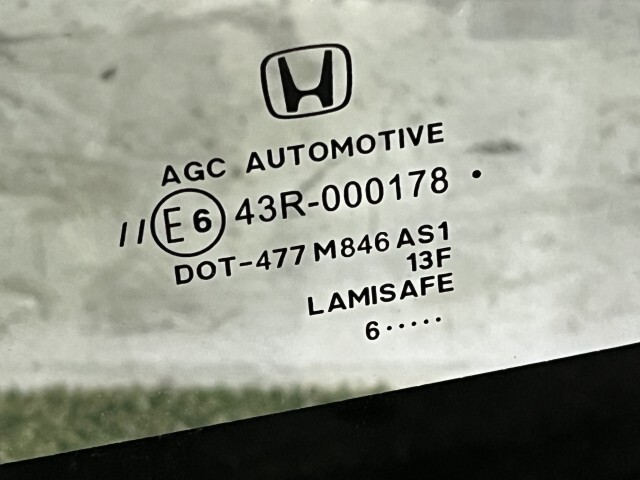 AGC AUTOMOTIVE
//E6 43R-000178 •
DOT-477 M846 AS1
13F
LAMISAFE
6·····